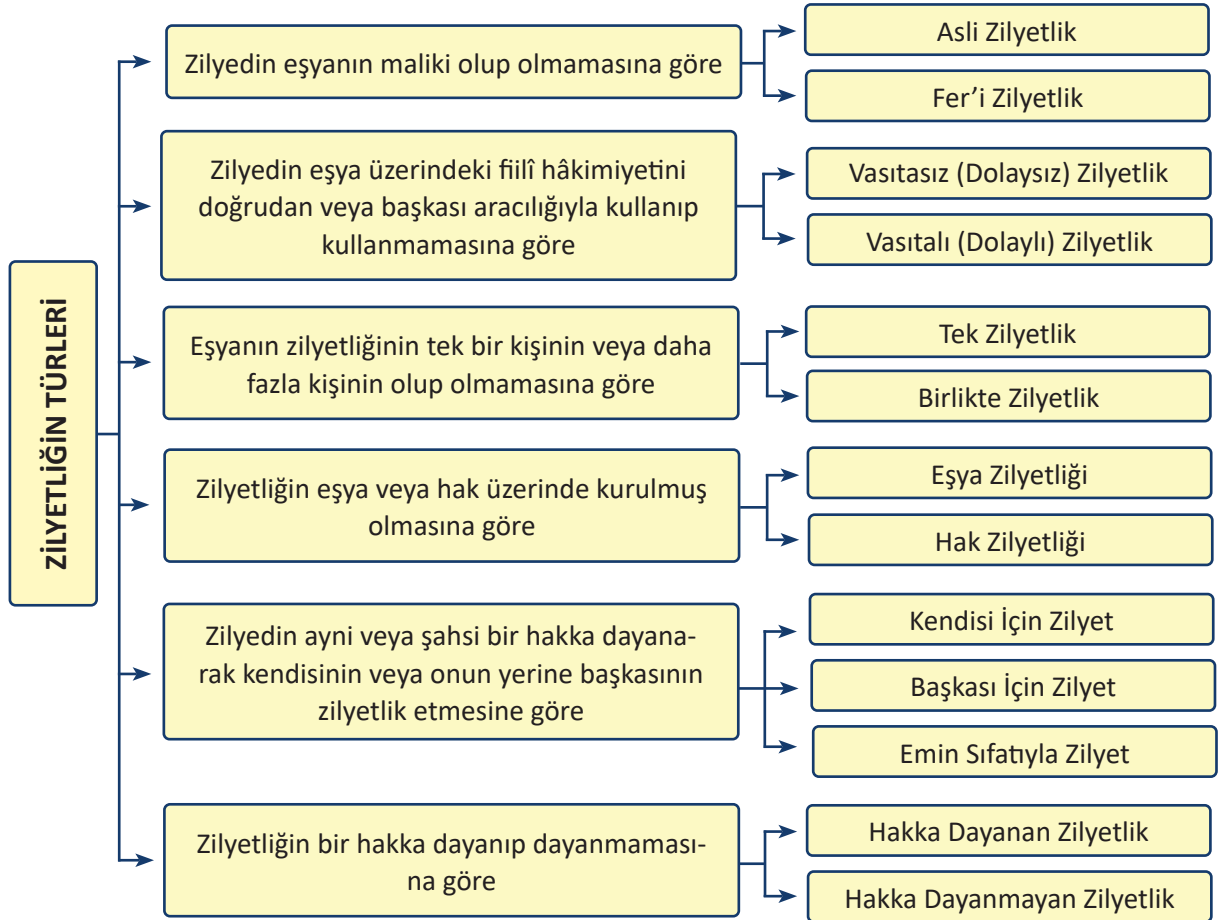 ZİLYETLİĞİN TÜRLERİ
Zilyedin eşyanın maliki olup olmamasına göre
Asli Zilyetlik
Fer’i Zilyetlik
Zilyedin eşya üzerindeki fiilî hâkimiyetini
doğrudan veya başkası aracılığıyla kullanıp
kullanmamasına göre
Vasıtasız (Dolaysız) Zilyetlik
Vasıtalı (Dolaylı) Zilyetlik
Eşyanın zilyetliğinin tek bir kişinin veya daha
fazla kişinin olup olmamasına göre
Tek Zilyetlik
Birlikte Zilyetlik
Zilyetliğin eşya veya hak üzerinde kurulmuş
olmasına göre
Eşya Zilyetliği
Hak Zilyetliği
Zilyedin ayni veya şahsi bir hakka dayana-
rak kendisinin veya onun yerine başkasının
zilyetlik etmesine göre
Kendisi İçin Zilyet
Başkası İçin Zilyet
Emin Sıfatıyla Zilyet
Zilyetliğin bir hakka dayanıp dayanmaması-
na göre
Hakka Dayanan Zilyetlik
Hakka Dayanmayan Zilyetlik